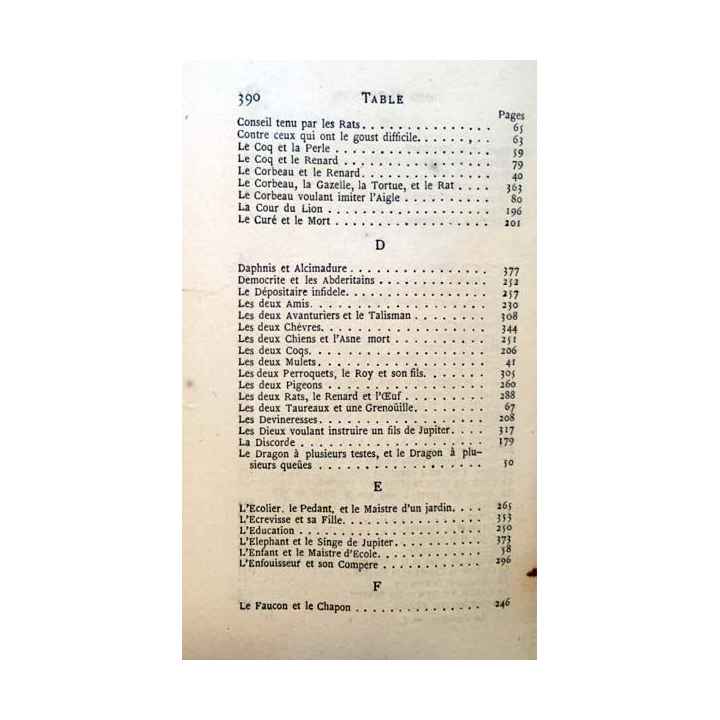 390 TABLE
Pages
Conseil tenu par les Rats . . . . . . . . . . . . . . . 65
Contre ceux qui ont le goust difficile. . . . . . , . . 63
Le Coq et la Perle . . . . . . . . . . . . . . . . . . 59
Le Coq et le Renard . . . . . . . . . . . . . . . . . 79
Le Corbeau et le Renard. . . . . . . . . . . . . . . 40
Le Corbeau, la Gazelle, la Tortue, et le Rat . . . . 363
Le Corbeau voulant imiter l'Aigle . . . . . . . . . . 80
La Cour du Lion . . . . . . . . . . . . . . . . . . . 196
Le Curé et le Mort . . . . . . . . . . . . . . . . . . 201
D
Daphnis et Alcimadure . . . . . . . . . . . . . . . . 377
Democrite et les Abderitains . . . . . . . . . . . . . 252
Le Dépositaire infidele. . . . . . . . . . . . . . . . 257
Les deux Amis. . . . . . . . . . . . . . . . . . . . . 230
Les deux Avanturiers et le Talisman . . . . . . . . . 308
Les deux Chévres. . . . . . . . . . . . . . . . . . . 344
Les deux Chiens et l'Asne mort . . . . . . . . . . . 251
Les deux Coqs. . . . . . . . . . . . . . . . . . . . . 206
Les deux Mulets. . . . . . . . . . . . . . . . . . . . 41
Les deux Perroquets, le Roy et son fils. . . . . . . . 305
Les deux Pigeons . . . . . . . . . . . . . . . . . . . 260
Les deux Rats, le Renard et l'Œuf . . . . . . . . . . 288
Les deux Taureaux et une Grenoüille. . . . . . . . . 67
Les Devineresses. . . . . . . . . . . . . . . . . . . 208
Les Dieux voulant instruire un fils de Jupiter. . . . 317
La Discorde . . . . . . . . . . . . . . . . . . . . . 179
Le Dragon à plusieurs testes, et le Dragon à plu-
sieurs queües . . . . . . . . . . . . . . . . . . . 50
E
L'Ecolier, le Pedant, et le Maistre d'un jardin. . . . 265
L'Ecrevisse et sa Fille. . . . . . . . . . . . . . . . 353
L'Education . . . . . . . . . . . . . . . . . . . . . 250
L'Elephant et le Singe de Jupiter. . . . . . . . . . . 373
L'Enfant et le Maistre d'Ecole. . . . . . . . . . . . 58
L'Enfouisseur et son Compère . . . . . . . . . . . . 296
F
Le Faucon et le Chapon . . . . . . . . . . . . . . . 246